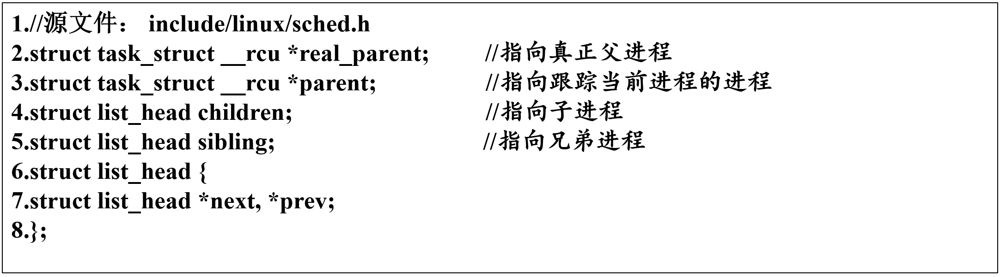 1.//源文件： include/linux/sched.h
2.struct task_struct __rcu *real_parent; //指向真正父进程
3.struct task_struct __rcu *parent; //指向跟踪当前进程的进程
4.struct list_head children; //指向子进程
5.struct list_head sibling; //指向兄弟进程
6.struct list_head {
7.struct list_head *next, *prev;
8.};